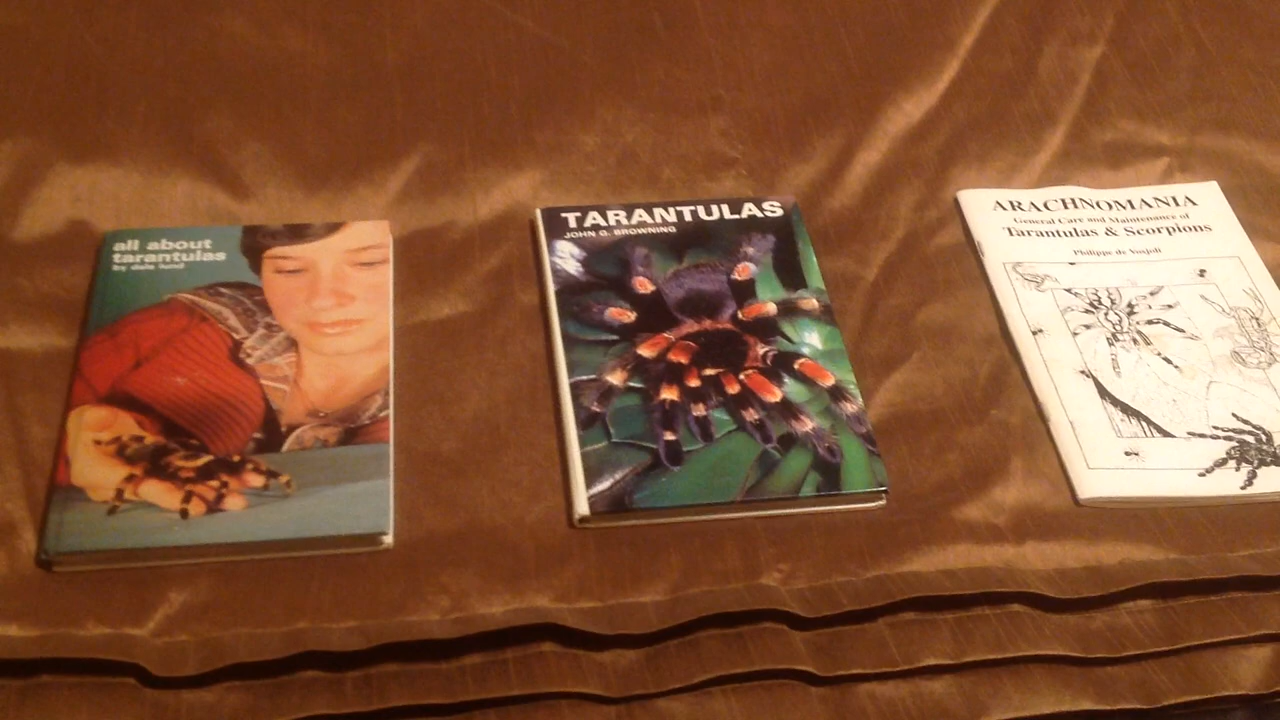 all about
tarantulas
by dale lund
TARANTULAS
JOHN G. BROWNING
ARACHNOMANIA
General Care and Maintenance of
Tarantulas & Scorpions
Philippe de Vosjoli